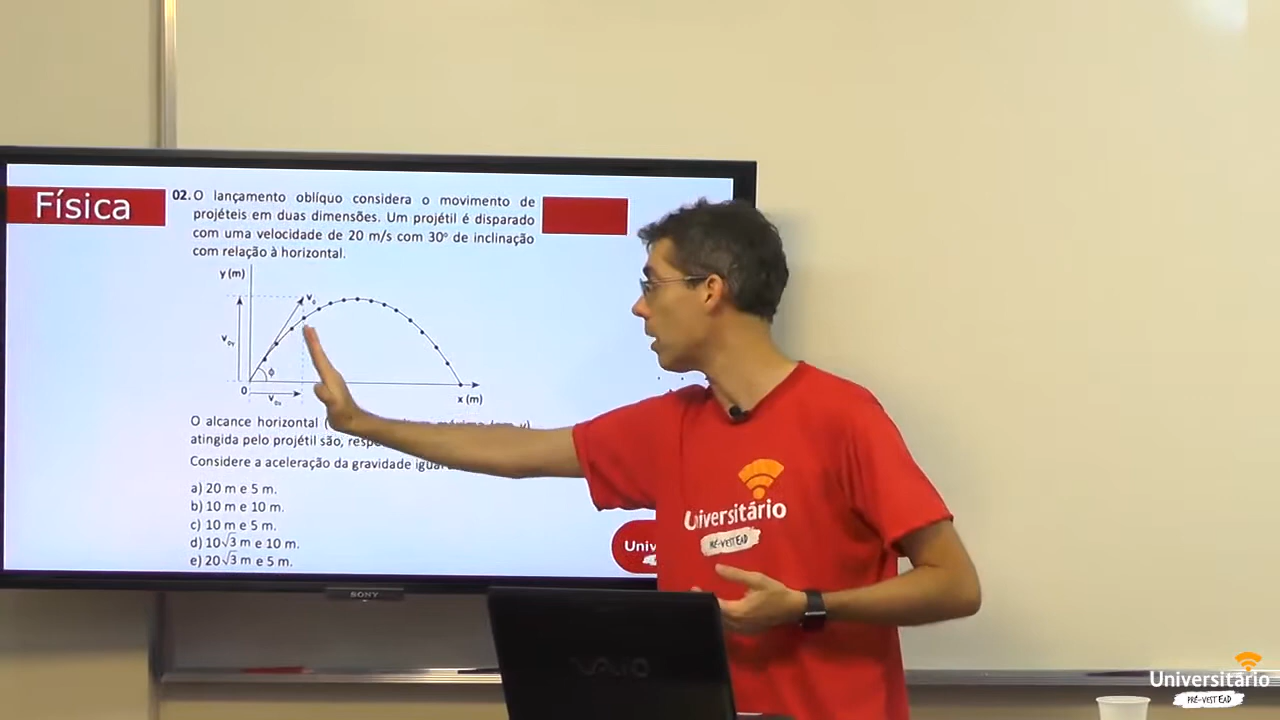 Física
02. O lançamento oblíquo considera o movimento de
projéteis em duas dimensões. Um projétil é disparado
com uma velocidade de 20 m/s com 30º de inclinação
com relação à horizontal.
y (m)
v₀
v₀ᵧ
ϕ
0
v₀ₓ
x (m)
O alcance horizontal
atingida pelo projétil são,
Considere a aceleração da gravidade
a) 20 m e 5 m.
b) 10 m e 10 m.
c) 10 m e 5 m.
d) 10√3 m e 10 m.
e) 20√3 m e 5 m.
SONY
VAIO
Universitário
PRÉ-VEST EAD
Universitário
PRÉ-VEST EAD